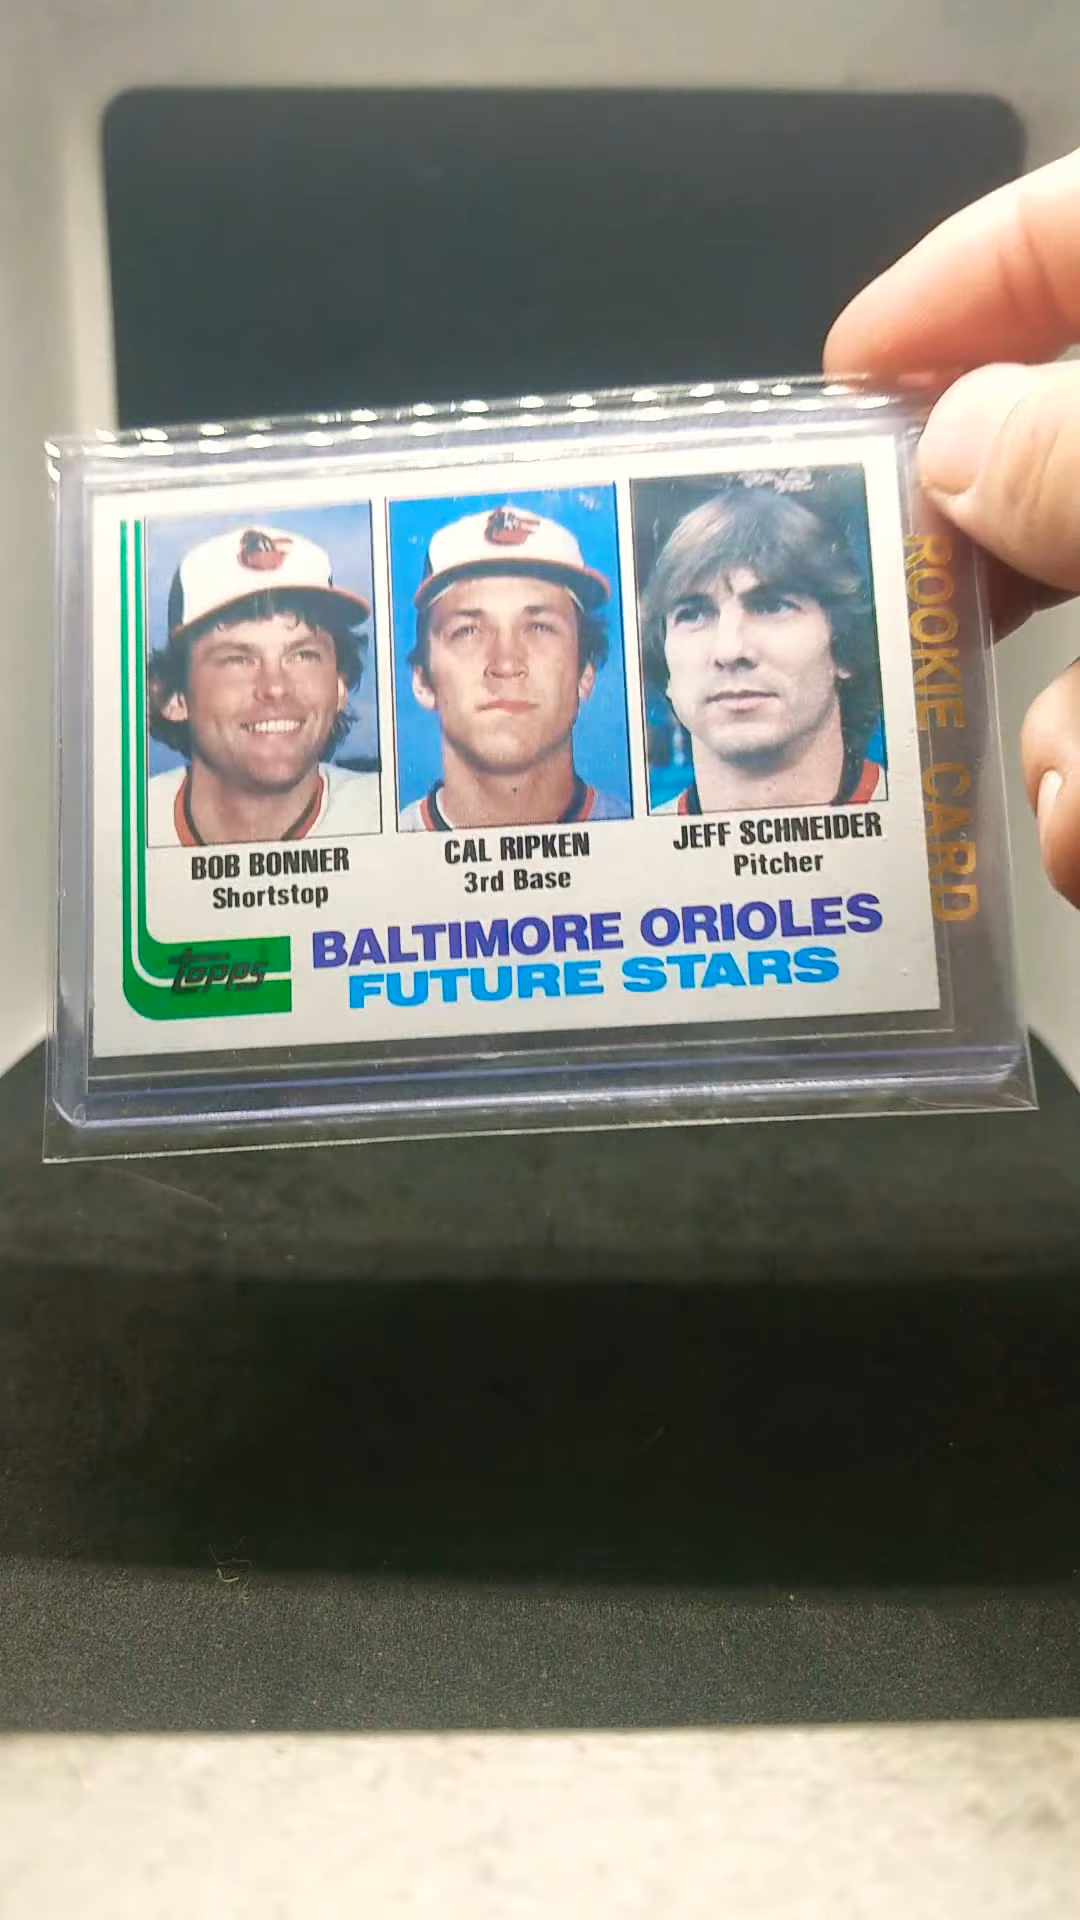 BOB BONNER
Shortstop
CAL RIPKEN
3rd Base
JEFF SCHNEIDER
Pitcher
topps
BALTIMORE ORIOLES
FUTURE STARS
ROOKIE CARD